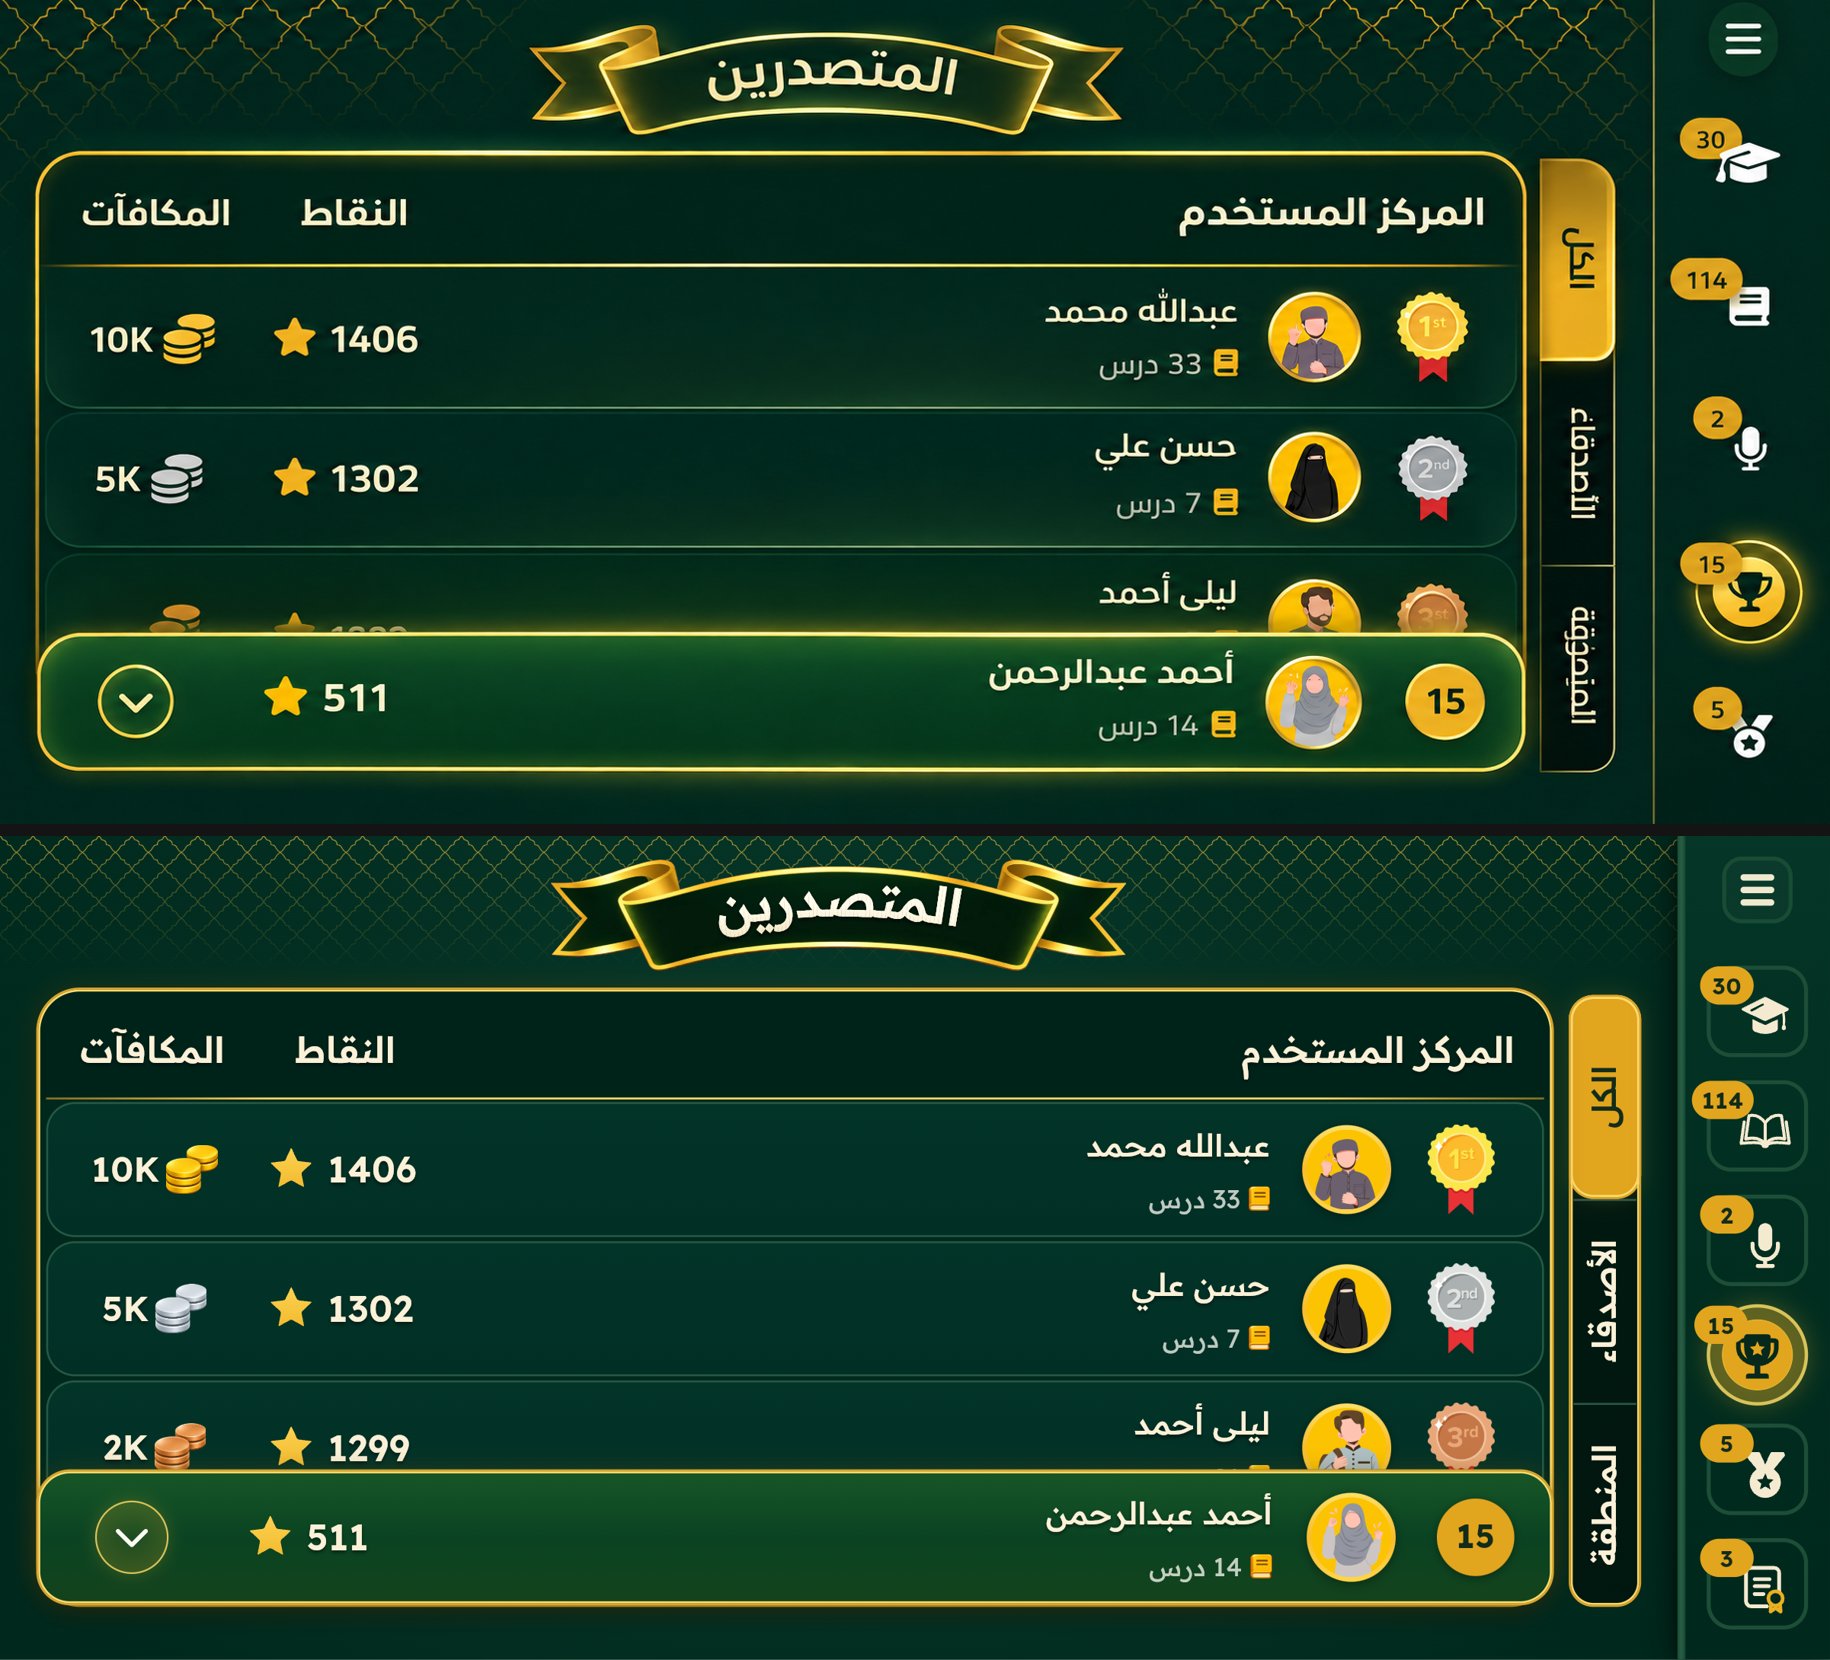 المتصدرين
المركز المستخدم النقاط المكافآت
1st عبدالله محمد 1406 10K
33 درس
2nd حسن علي 1302 5K
7 درس
ليلى أحمد
3st
15 أحمد عبدالرحمن 511
14 درس
الكل
30
114
2
15
5
المتصدرين
المركز المستخدم النقاط المكافآت
1st عبدالله محمد 1406 10K
33 درس
2nd حسن علي 1302 5K
7 درس
3rd ليلى أحمد 1299 2K
15 أحمد عبدالرحمن 511
14 درس
الكل
الأصدقاء
المنطقة
30
114
2
15
5
3